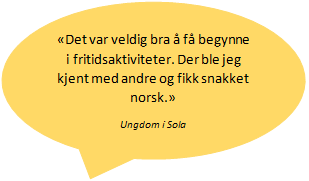 «Det var veldig bra å få begynne
i fritidsaktiviteter. Der ble jeg
kjent med andre og fikk snakket
norsk.»
Ungdom i Sola